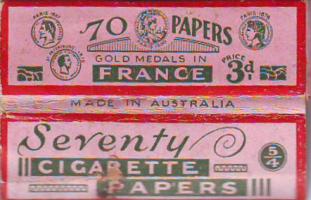 PARIS 1867
PARIS 1878
70 PAPERS
GOLD MEDALS IN
FRANCE
PRICE
3d
MADE IN AUSTRALIA
Seventy
CIGARETTE
PAPERS
5/4